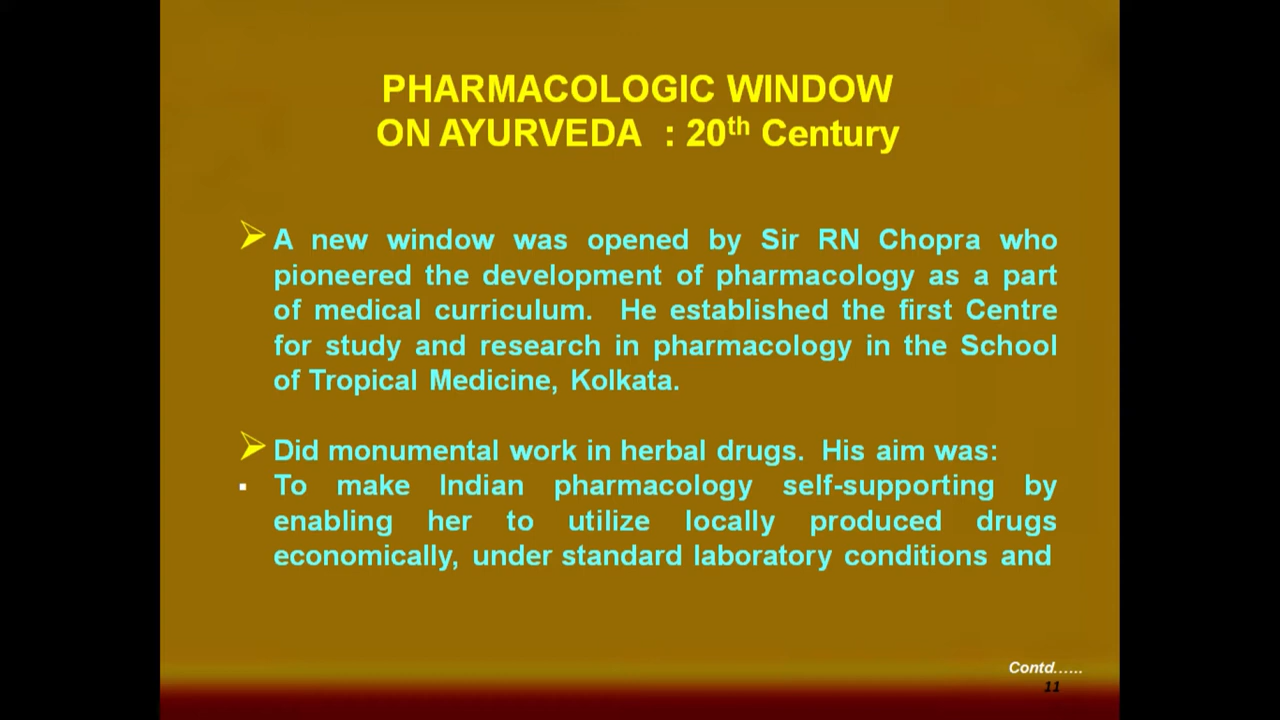 PHARMACOLOGIC WINDOW
ON AYURVEDA : 20th Century
➢ A new window was opened by Sir RN Chopra who
pioneered the development of pharmacology as a part
of medical curriculum. He established the first Centre
for study and research in pharmacology in the School
of Tropical Medicine, Kolkata.
➢ Did monumental work in herbal drugs. His aim was:
▪ To make Indian pharmacology self-supporting by
enabling her to utilize locally produced drugs
economically, under standard laboratory conditions and
Contd......
11